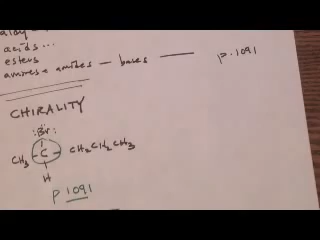 acids...
esters
amines + amides — bases — p.1091
CHIRALITY
:Br:
CH3 - C - CH2CH2CH3
H
p 1091